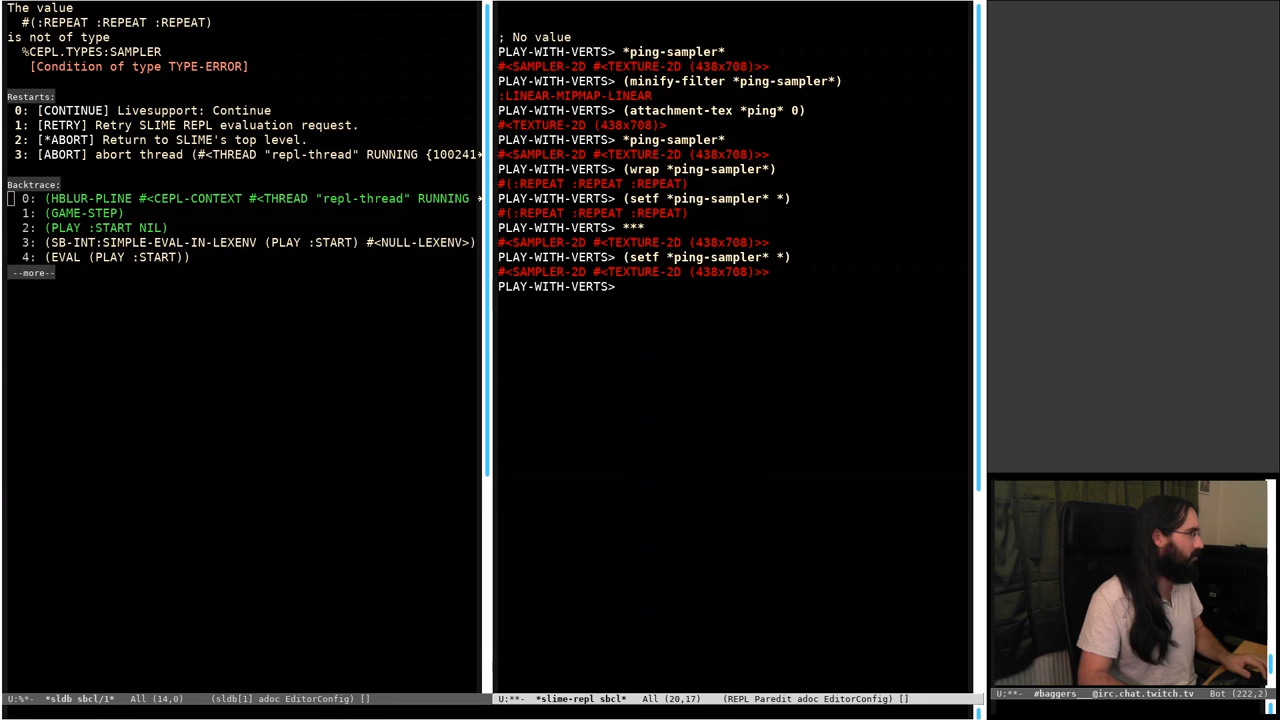 The value
#(:REPEAT :REPEAT :REPEAT)
is not of type
%CEPL.TYPES:SAMPLER
[Condition of type TYPE-ERROR]
Restarts:
0: [CONTINUE] Livesupport: Continue
1: [RETRY] Retry SLIME REPL evaluation request.
2: [*ABORT] Return to SLIME's top level.
3: [ABORT] abort thread (#<THREAD "repl-thread" RUNNING {100241
Backtrace:
0: (HBLUR-PLINE #<CEPL-CONTEXT #<THREAD "repl-thread" RUNNING
1: (GAME-STEP)
2: (PLAY :START NIL)
3: (SB-INT:SIMPLE-EVAL-IN-LEXENV (PLAY :START) #<NULL-LEXENV>)
4: (EVAL (PLAY :START))
--more--
U:%*- *sldb sbcl/1* All (14,0) (sldb[1] adoc EditorConfig) []
; No value
PLAY-WITH-VERTS> *ping-sampler*
#<SAMPLER-2D #<TEXTURE-2D (438x708)>>
PLAY-WITH-VERTS> (minify-filter *ping-sampler*)
:LINEAR-MIPMAP-LINEAR
PLAY-WITH-VERTS> (attachment-tex *ping* 0)
#<TEXTURE-2D (438x708)>
PLAY-WITH-VERTS> *ping-sampler*
#<SAMPLER-2D #<TEXTURE-2D (438x708)>>
PLAY-WITH-VERTS> (wrap *ping-sampler*)
#(:REPEAT :REPEAT :REPEAT)
PLAY-WITH-VERTS> (setf *ping-sampler* *)
#(:REPEAT :REPEAT :REPEAT)
PLAY-WITH-VERTS> ***
#<SAMPLER-2D #<TEXTURE-2D (438x708)>>
PLAY-WITH-VERTS> (setf *ping-sampler* *)
#<SAMPLER-2D #<TEXTURE-2D (438x708)>>
PLAY-WITH-VERTS>
U:**- *slime-repl sbcl* All (20,17) (REPL Paredit adoc EditorConfig) []
U:**- #baggers___@irc.chat.twitch.tv Bot (222,2)